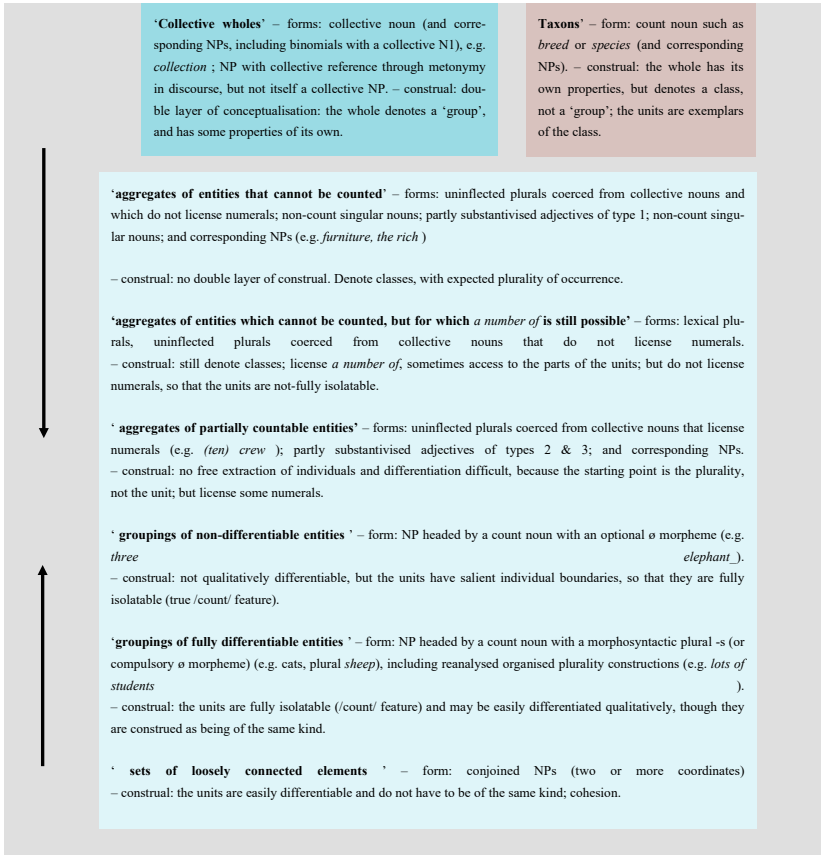 ‘Collective wholes’ – forms: collective noun (and corre-
sponding NPs, including binomials with a collective N1), e.g.
collection ; NP with collective reference through metonymy
in discourse, but not itself a collective NP. – construal: dou-
ble layer of conceptualisation: the whole denotes a ‘group’,
and has some properties of its own.
Taxons’ – form: count noun such as
breed or species (and corresponding
NPs). – construal: the whole has its
own properties, but denotes a class,
not a ‘group’; the units are exemplars
of the class.
‘aggregates of entities that cannot be counted’ – forms: uninflected plurals coerced from collective nouns and
which do not license numerals; non-count singular nouns; partly substantivised adjectives of type 1; non-count singu-
lar nouns; and corresponding NPs (e.g. furniture, the rich )
– construal: no double layer of construal. Denote classes, with expected plurality of occurrence.
‘aggregates of entities which cannot be counted, but for which a number of is still possible’ – forms: lexical plu-
rals, uninflected plurals coerced from collective nouns that do not license numerals.
– construal: still denote classes; license a number of, sometimes access to the parts of the units; but do not license
numerals, so that the units are not-fully isolatable.
‘ aggregates of partially countable entities’ – forms: uninflected plurals coerced from collective nouns that license
numerals (e.g. (ten) crew ); partly substantivised adjectives of types 2 & 3; and corresponding NPs.
– construal: no free extraction of individuals and differentiation difficult, because the starting point is the plurality,
not the unit; but license some numerals.
‘ groupings of non-differentiable entities ’ – form: NP headed by a count noun with an optional ø morpheme (e.g.
three elephant_).
– construal: not qualitatively differentiable, but the units have salient individual boundaries, so that they are fully
isolatable (true /count/ feature).
‘groupings of fully differentiable entities ’ – form: NP headed by a count noun with a morphosyntactic plural -s (or
compulsory ø morpheme) (e.g. cats, plural sheep), including reanalysed organised plurality constructions (e.g. lots of
students ).
– construal: the units are fully isolatable (/count/ feature) and may be easily differentiated qualitatively, though they
are construed as being of the same kind.
‘ sets of loosely connected elements ’ – form: conjoined NPs (two or more coordinates)
– construal: the units are easily differentiable and do not have to be of the same kind; cohesion.